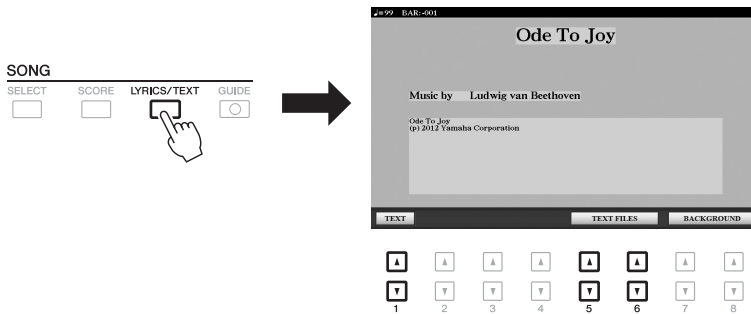 SONG
SELECT SCORE LYRICS/TEXT GUIDE
♩=99 BAR:-001
Ode To Joy
Music by Ludwig van Beethoven
Ode To Joy
(p) 2012 Yamaha Corporation
TEXT TEXT FILES BACKGROUND
1 2 3 4 5 6 7 8